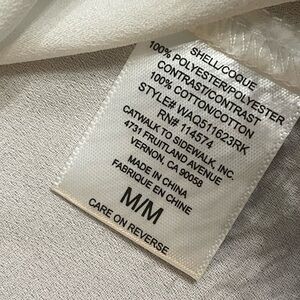 SHELL/COQUE
100% POLYESTER/POLYESTER
CONTRAST/CONTRAST
100% COTTON/COTTON
STYLE# WAQ511623RK
RN# 114574
CATWALK TO SIDEWALK, INC.
4731 FRUITLAND AVENUE
VERNON, CA 90058
MADE IN CHINA
FABRIQUE EN CHINE
M/M
CARE ON REVERSE